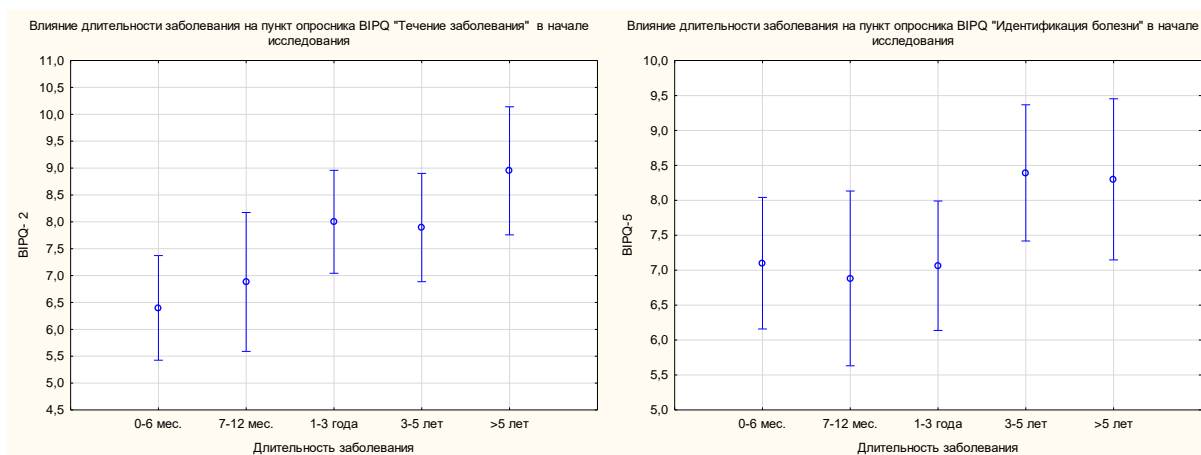 Влияние длительности заболевания на пункт опросника BIPQ "Течение заболевания" в начале
исследования
11,0
10,5
10,0
9,5
9,0
8,5
8,0
7,5
7,0
6,5
6,0
5,5
5,0
4,5
BIPQ- 2
0-6 мес.
7-12 мес.
1-3 года
3-5 лет
>5 лет
Длительность заболевания
Влияние длительности заболевания на пункт опросника BIPQ "Идентификация болезни" в начале
исследования
10,0
9,5
9,0
8,5
8,0
7,5
7,0
6,5
6,0
5,5
5,0
BIPQ-5
0-6 мес.
7-12 мес.
1-3 года
3-5 лет
>5 лет
Длительность заболевания